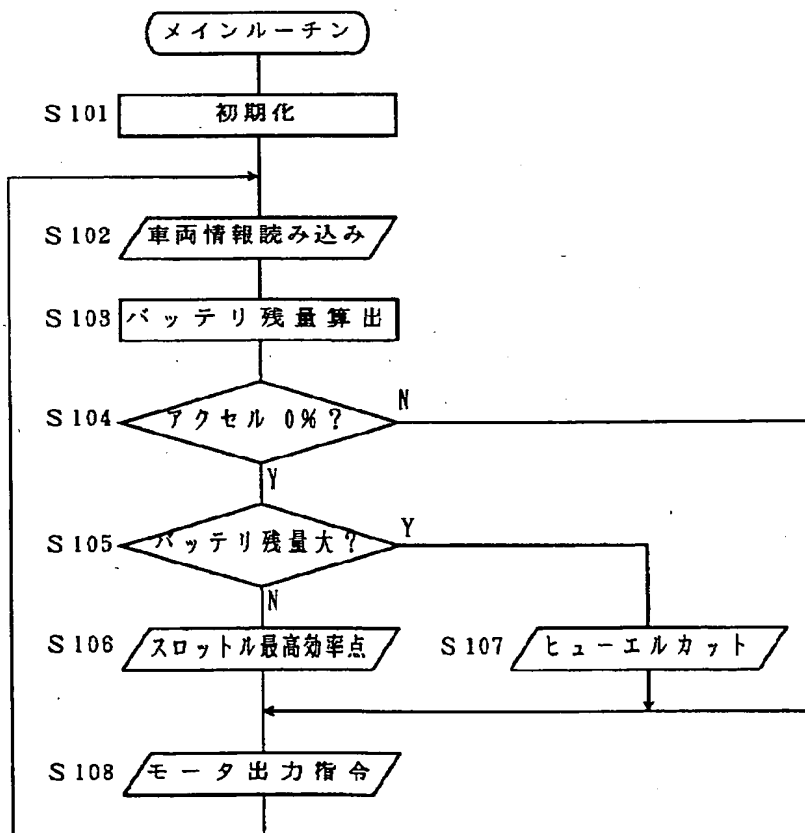 メインルーチン
S101 初期化
S102 車両情報読み込み
S103 バッテリ残量算出
S104 アクセル 0%?
N
Y
S105 バッテリ残量大?
Y
N
S106 スロットル最高効率点
S107 ヒューエルカット
S108 モータ出力指令